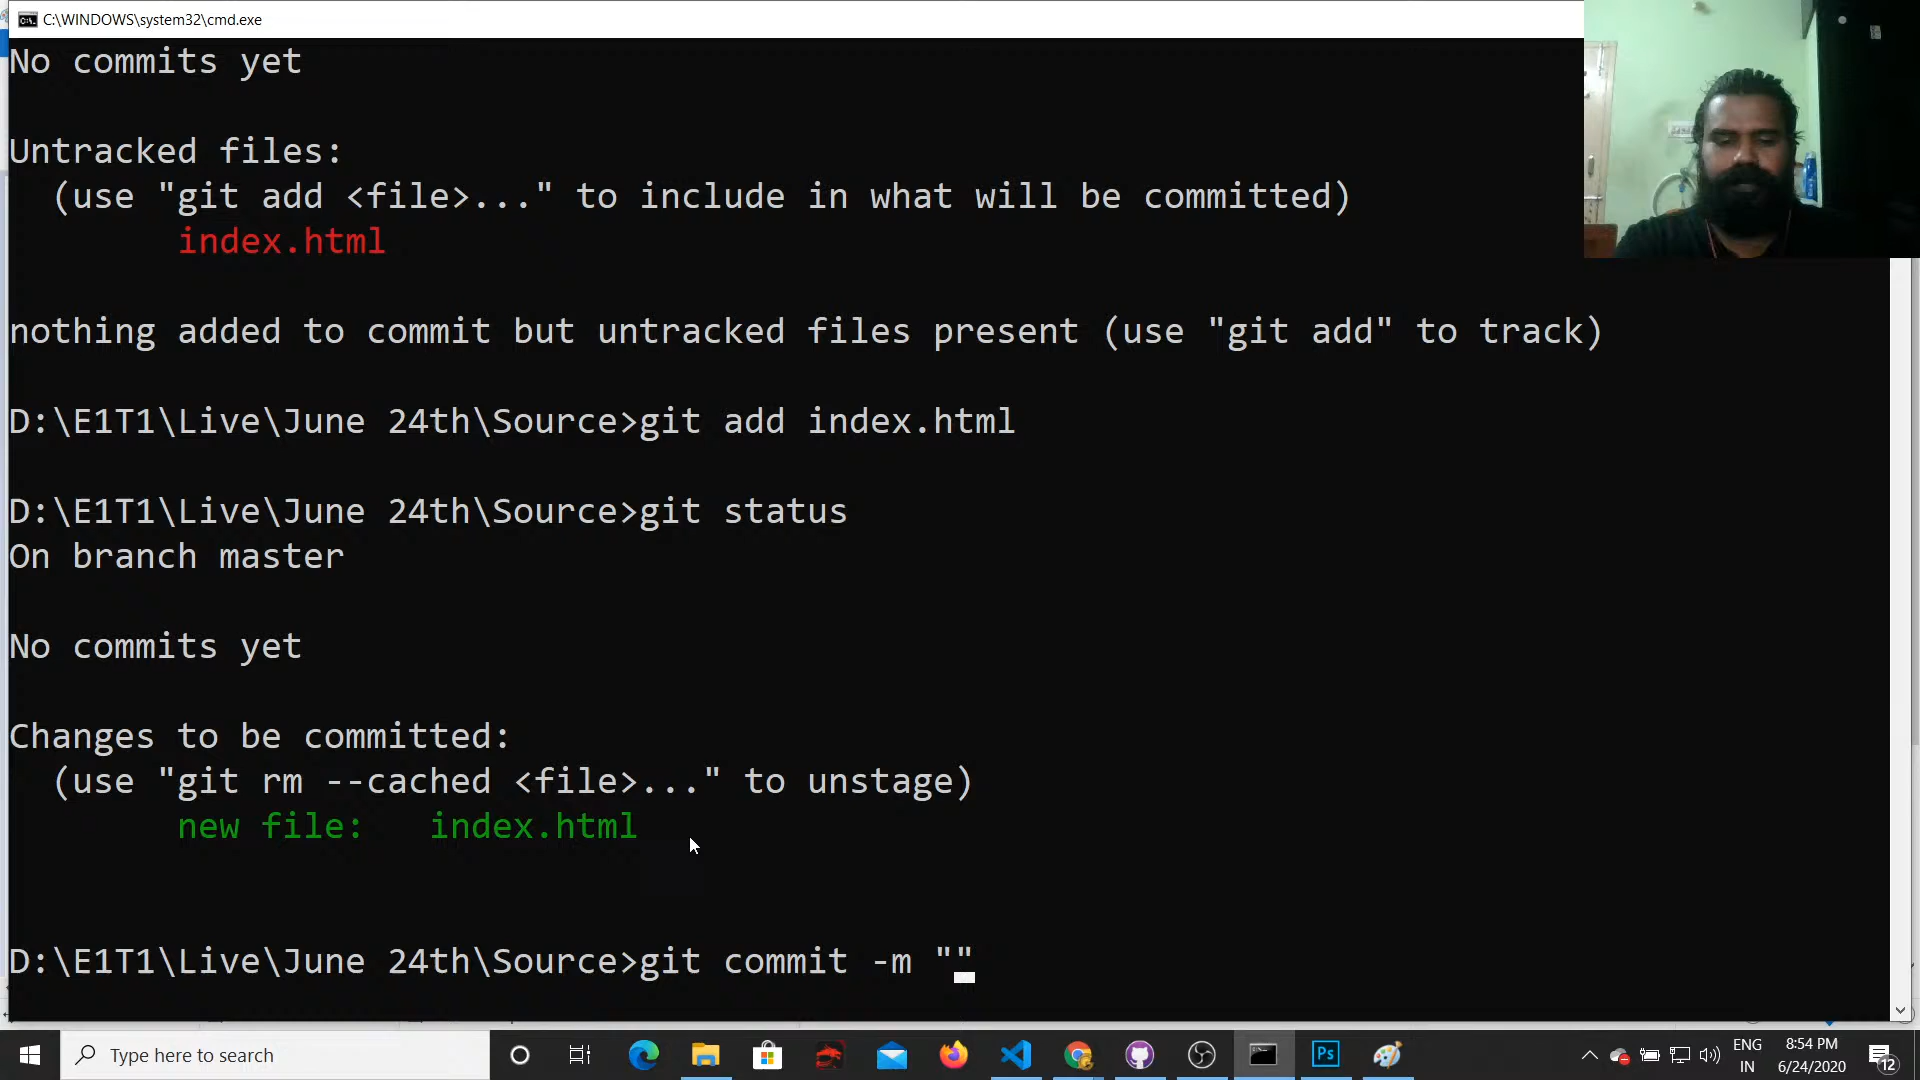 C:\WINDOWS\system32\cmd.exe
No commits yet
Untracked files:
(use "git add <file>..." to include in what will be committed)
index.html
nothing added to commit but untracked files present (use "git add" to track)
D:\E1T1\Live\June 24th\Source>git add index.html
D:\E1T1\Live\June 24th\Source>git status
On branch master
No commits yet
Changes to be committed:
(use "git rm --cached <file>..." to unstage)
new file:   index.html
D:\E1T1\Live\June 24th\Source>git commit -m ""
Type here to search
Ps
ENG
IN
8:54 PM
6/24/2020
12